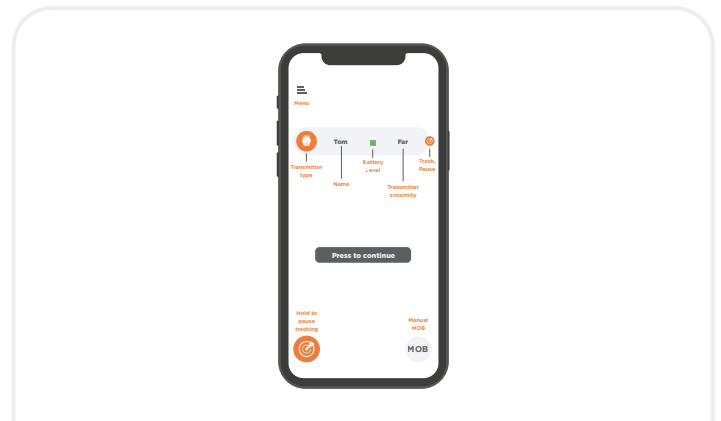 Menu
Tom
Far
Transmitter
type
Name
Battery
Level
Transmitter
proximity
Track,
Pause
Press to continue
Hold to
pause
tracking
Manual
MOB
MOB